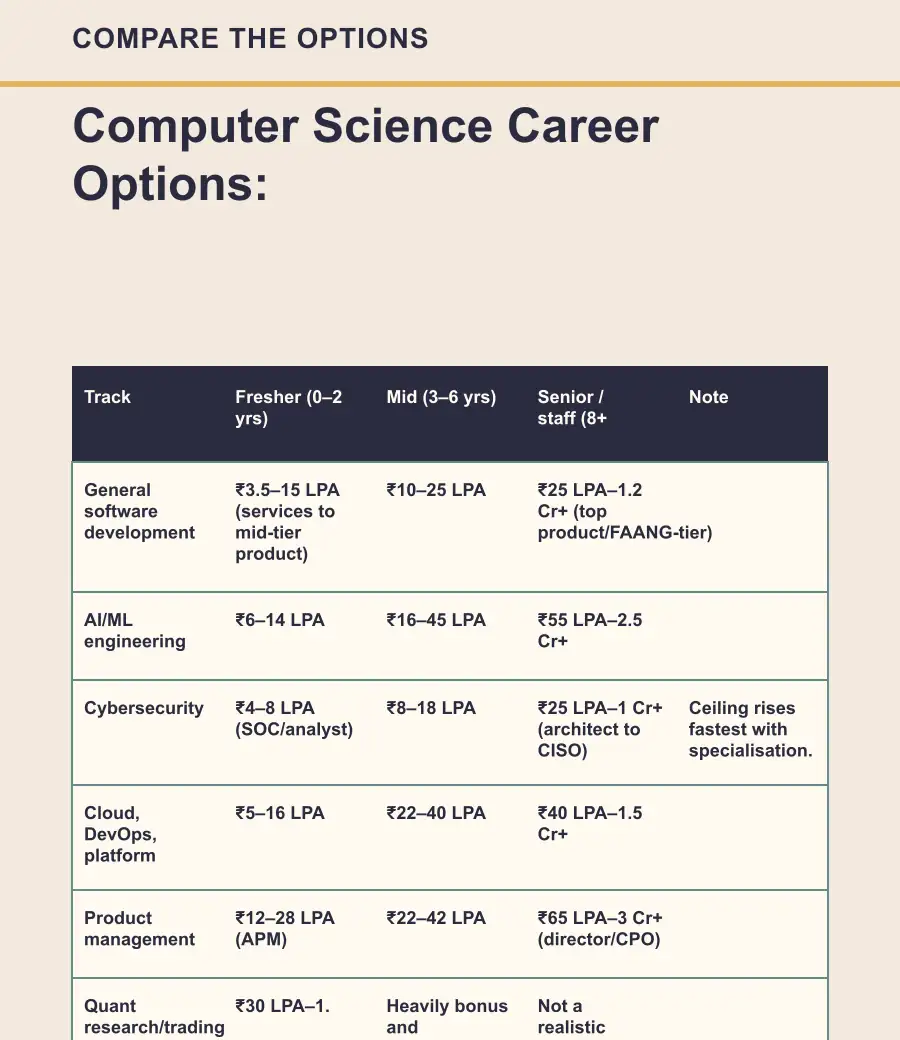 COMPARE THE OPTIONS
Computer Science Career
Options:
Track
Fresher (0–2
yrs)
Mid (3–6 yrs)
Senior /
staff (8+
Note
General
software
development
₹3.5–15 LPA
(services to
mid-tier
product)
₹10–25 LPA
₹25 LPA–1.2
Cr+ (top
product/FAANG-tier)
AI/ML
engineering
₹6–14 LPA
₹16–45 LPA
₹55 LPA–2.5
Cr+
Cybersecurity
₹4–8 LPA
(SOC/analyst)
₹8–18 LPA
₹25 LPA–1 Cr+
(architect to
CISO)
Ceiling rises
fastest with
specialisation.
Cloud,
DevOps,
platform
₹5–16 LPA
₹22–40 LPA
₹40 LPA–1.5
Cr+
Product
management
₹12–28 LPA
(APM)
₹22–42 LPA
₹65 LPA–3 Cr+
(director/CPO)
Quant
research/trading
₹30 LPA–1.
Heavily bonus
and
Not a
realistic